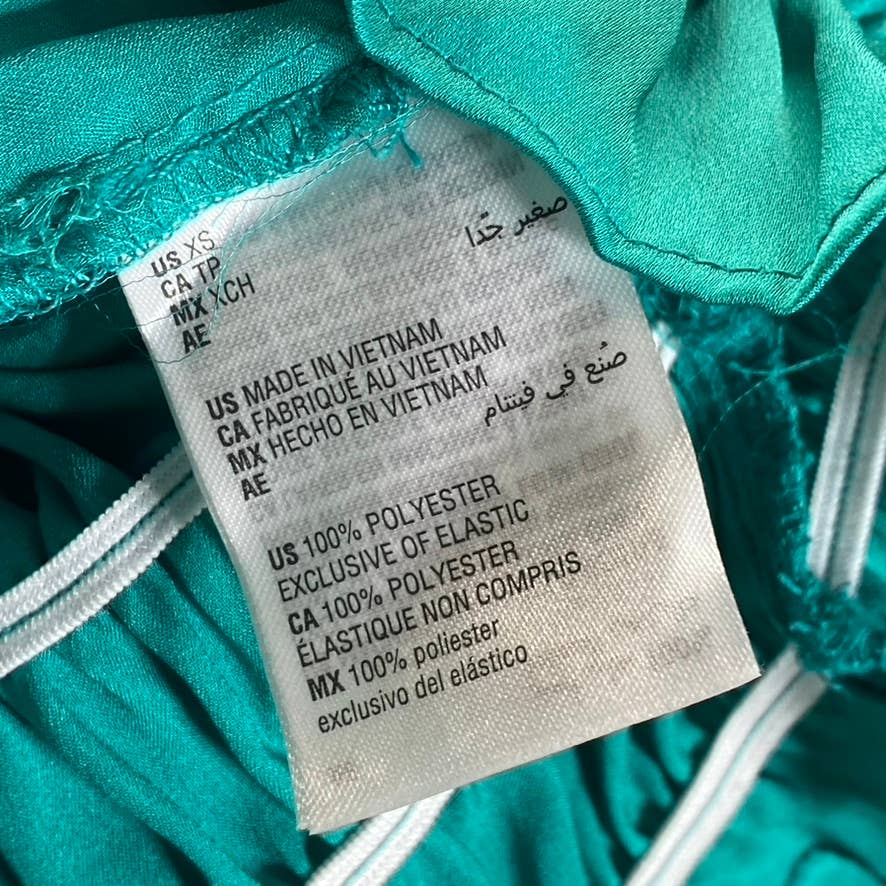 US XS
CA TP
MX XCH
AE صغير جدًّا
US MADE IN VIETNAM
CA FABRIQUÉ AU VIETNAM
MX HECHO EN VIETNAM
AE صُنع في فيتنام
US 100% POLYESTER
EXCLUSIVE OF ELASTIC
CA 100% POLYESTER
ÉLASTIQUE NON COMPRIS
MX 100% poliester
exclusivo del elástico